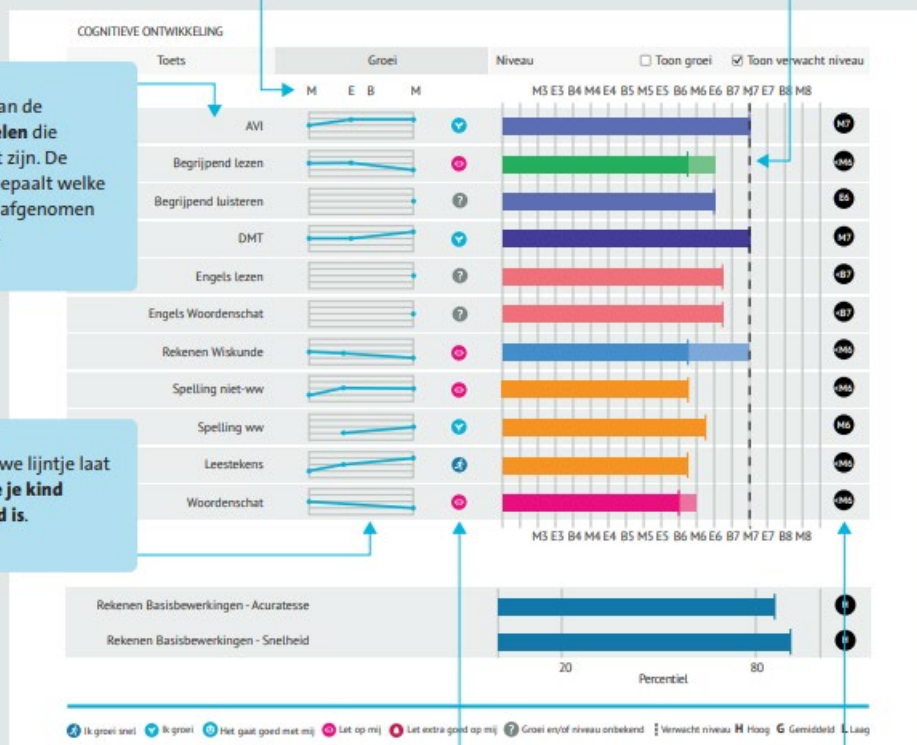 COGNITIEVE ONTWIKKELING
Toets Groei Niveau Toon groei Toon verwacht niveau
M E B M M3 E3 B4 M4 E4 B5 M5 E5 B6 M6 E6 B7 M7 E7 B8 M8
an de
elen die
t zijn. De
epaalt welke
afgenomen
AVI M7
Begrijpend lezen <M6
Begrijpend luisteren ? E6
DMT M7
Engels lezen ? <B7
Engels Woordenschat ? <B7
Rekenen Wiskunde <M6
Spelling niet-ww <M6
Spelling ww M6
Leestekens <M6
Woordenschat <M6
we lijntje laat
e je kind
d is.
M3 E3 B4 M4 E4 B5 M5 E5 B6 M6 E6 B7 M7 E7 B8 M8
Rekenen Basisbewerkingen - Acuratesse H
Rekenen Basisbewerkingen - Snelheid H
20 80
Percentiel
Ik groei snel Ik groei Het gaat goed met mij Let op mij Let extra goed op mij ? Groei en/of niveau onbekend Verwacht niveau H Hoog G Gemiddeld L Laag